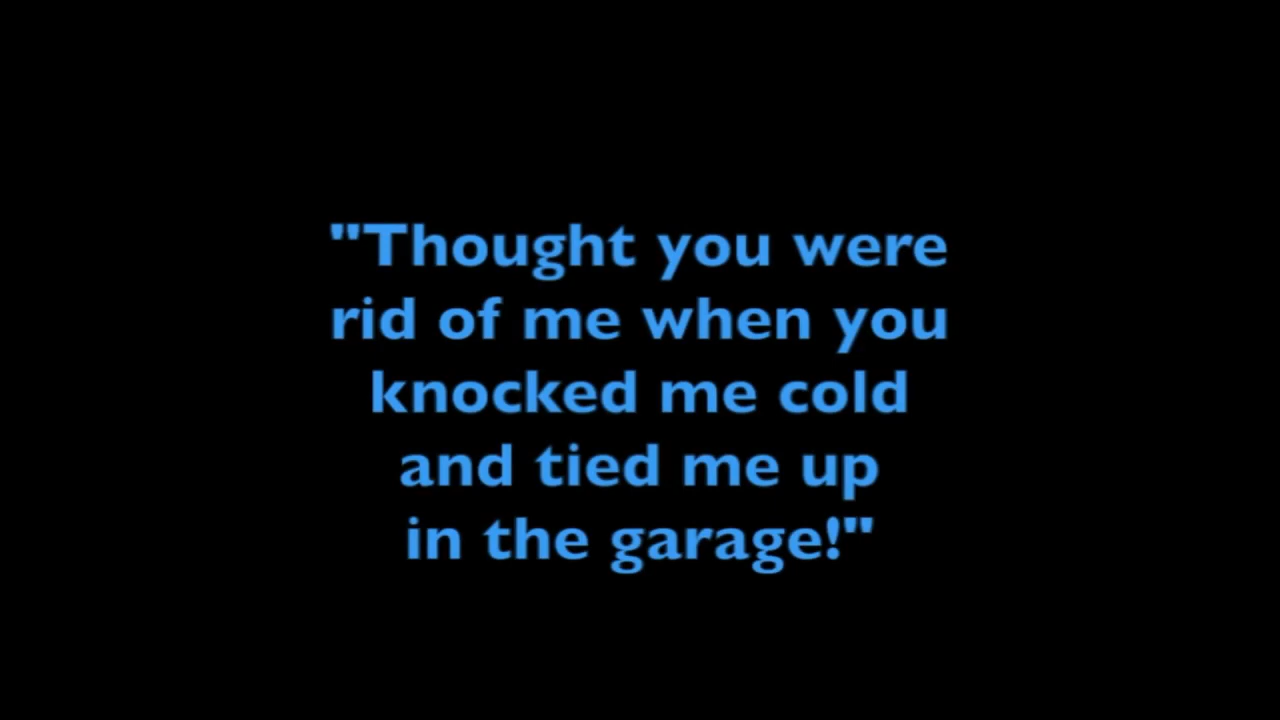 "Thought you were
rid of me when you
knocked me cold
and tied me up
in the garage!"